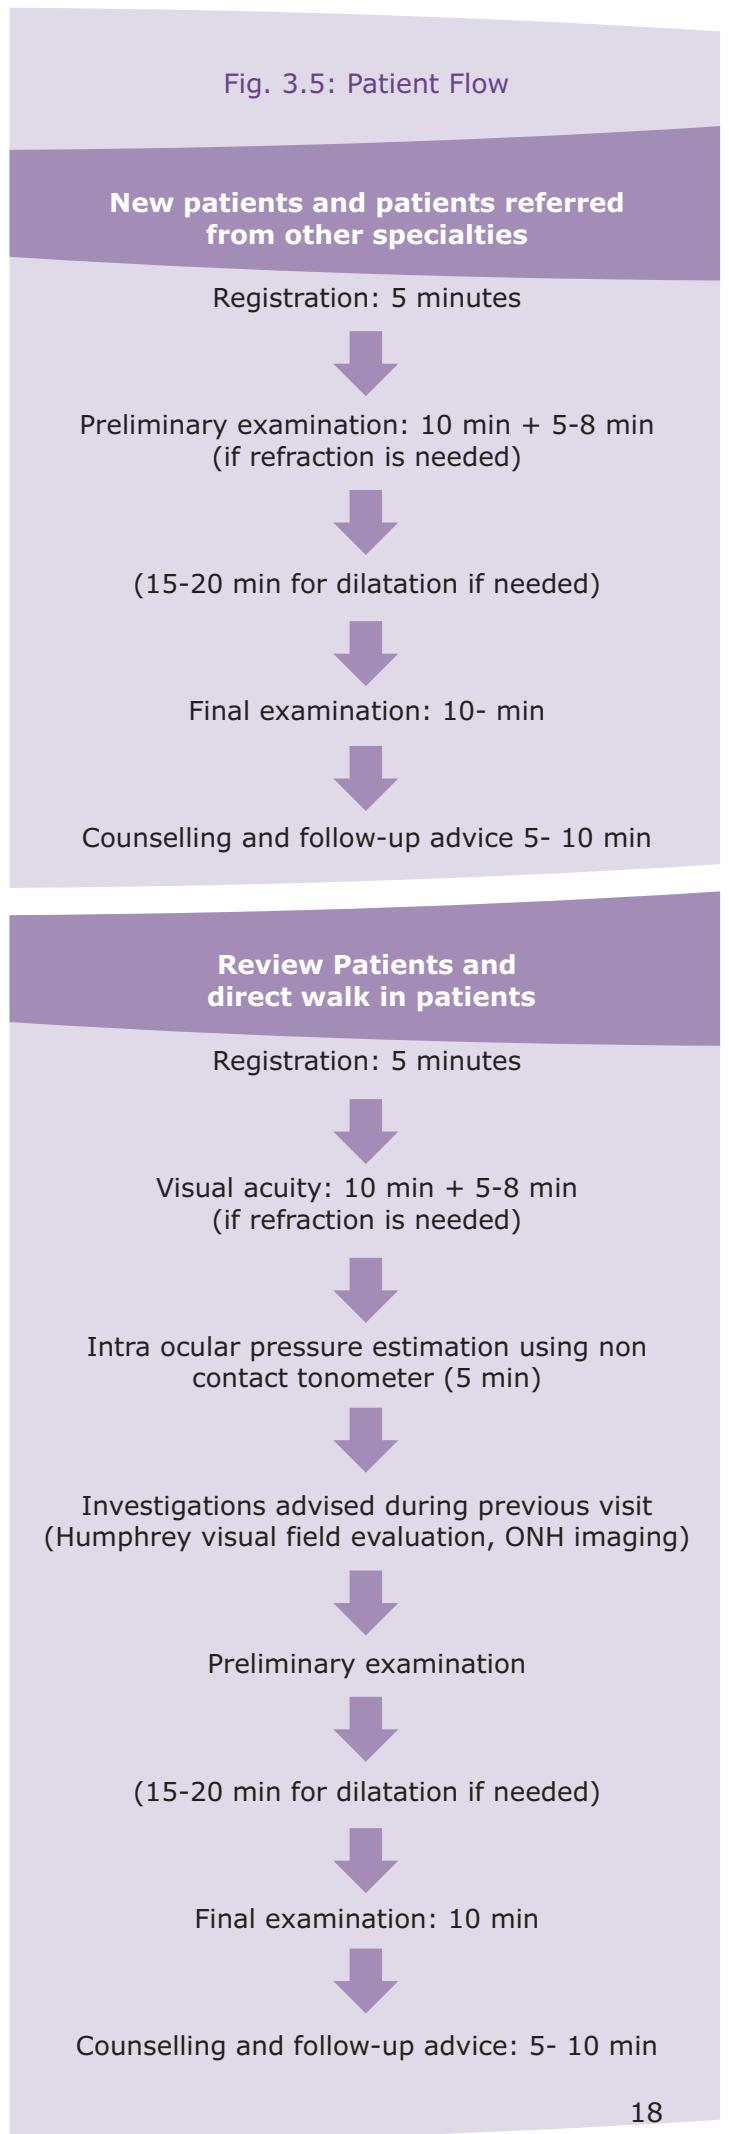 Fig. 3.5: Patient Flow
New patients and patients referred
from other specialties
Registration: 5 minutes
Preliminary examination: 10 min + 5-8 min
(if refraction is needed)
(15-20 min for dilatation if needed)
Final examination: 10- min
Counselling and follow-up advice 5- 10 min
Review Patients and
direct walk in patients
Registration: 5 minutes
Visual acuity: 10 min + 5-8 min
(if refraction is needed)
Intra ocular pressure estimation using non
contact tonometer (5 min)
Investigations advised during previous visit
(Humphrey visual field evaluation, ONH imaging)
Preliminary examination
(15-20 min for dilatation if needed)
Final examination: 10 min
Counselling and follow-up advice: 5- 10 min
18